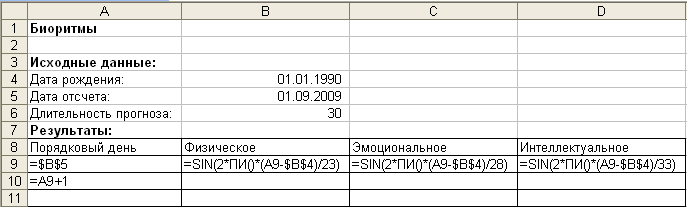 A B C D
1 Биоритмы
2
3 Исходные данные:
4 Дата рождения: 01.01.1990
5 Дата отсчета: 01.09.2009
6 Длительность прогноза: 30
7 Результаты:
8 Порядковый день Физическое Эмоциональное Интеллектуальное
9 =$B$5 =SIN(2*ПИ()*(A9-$B$4)/23) =SIN(2*ПИ()*(A9-$B$4)/28) =SIN(2*ПИ()*(A9-$B$4)/33)
10 =A9+1
11